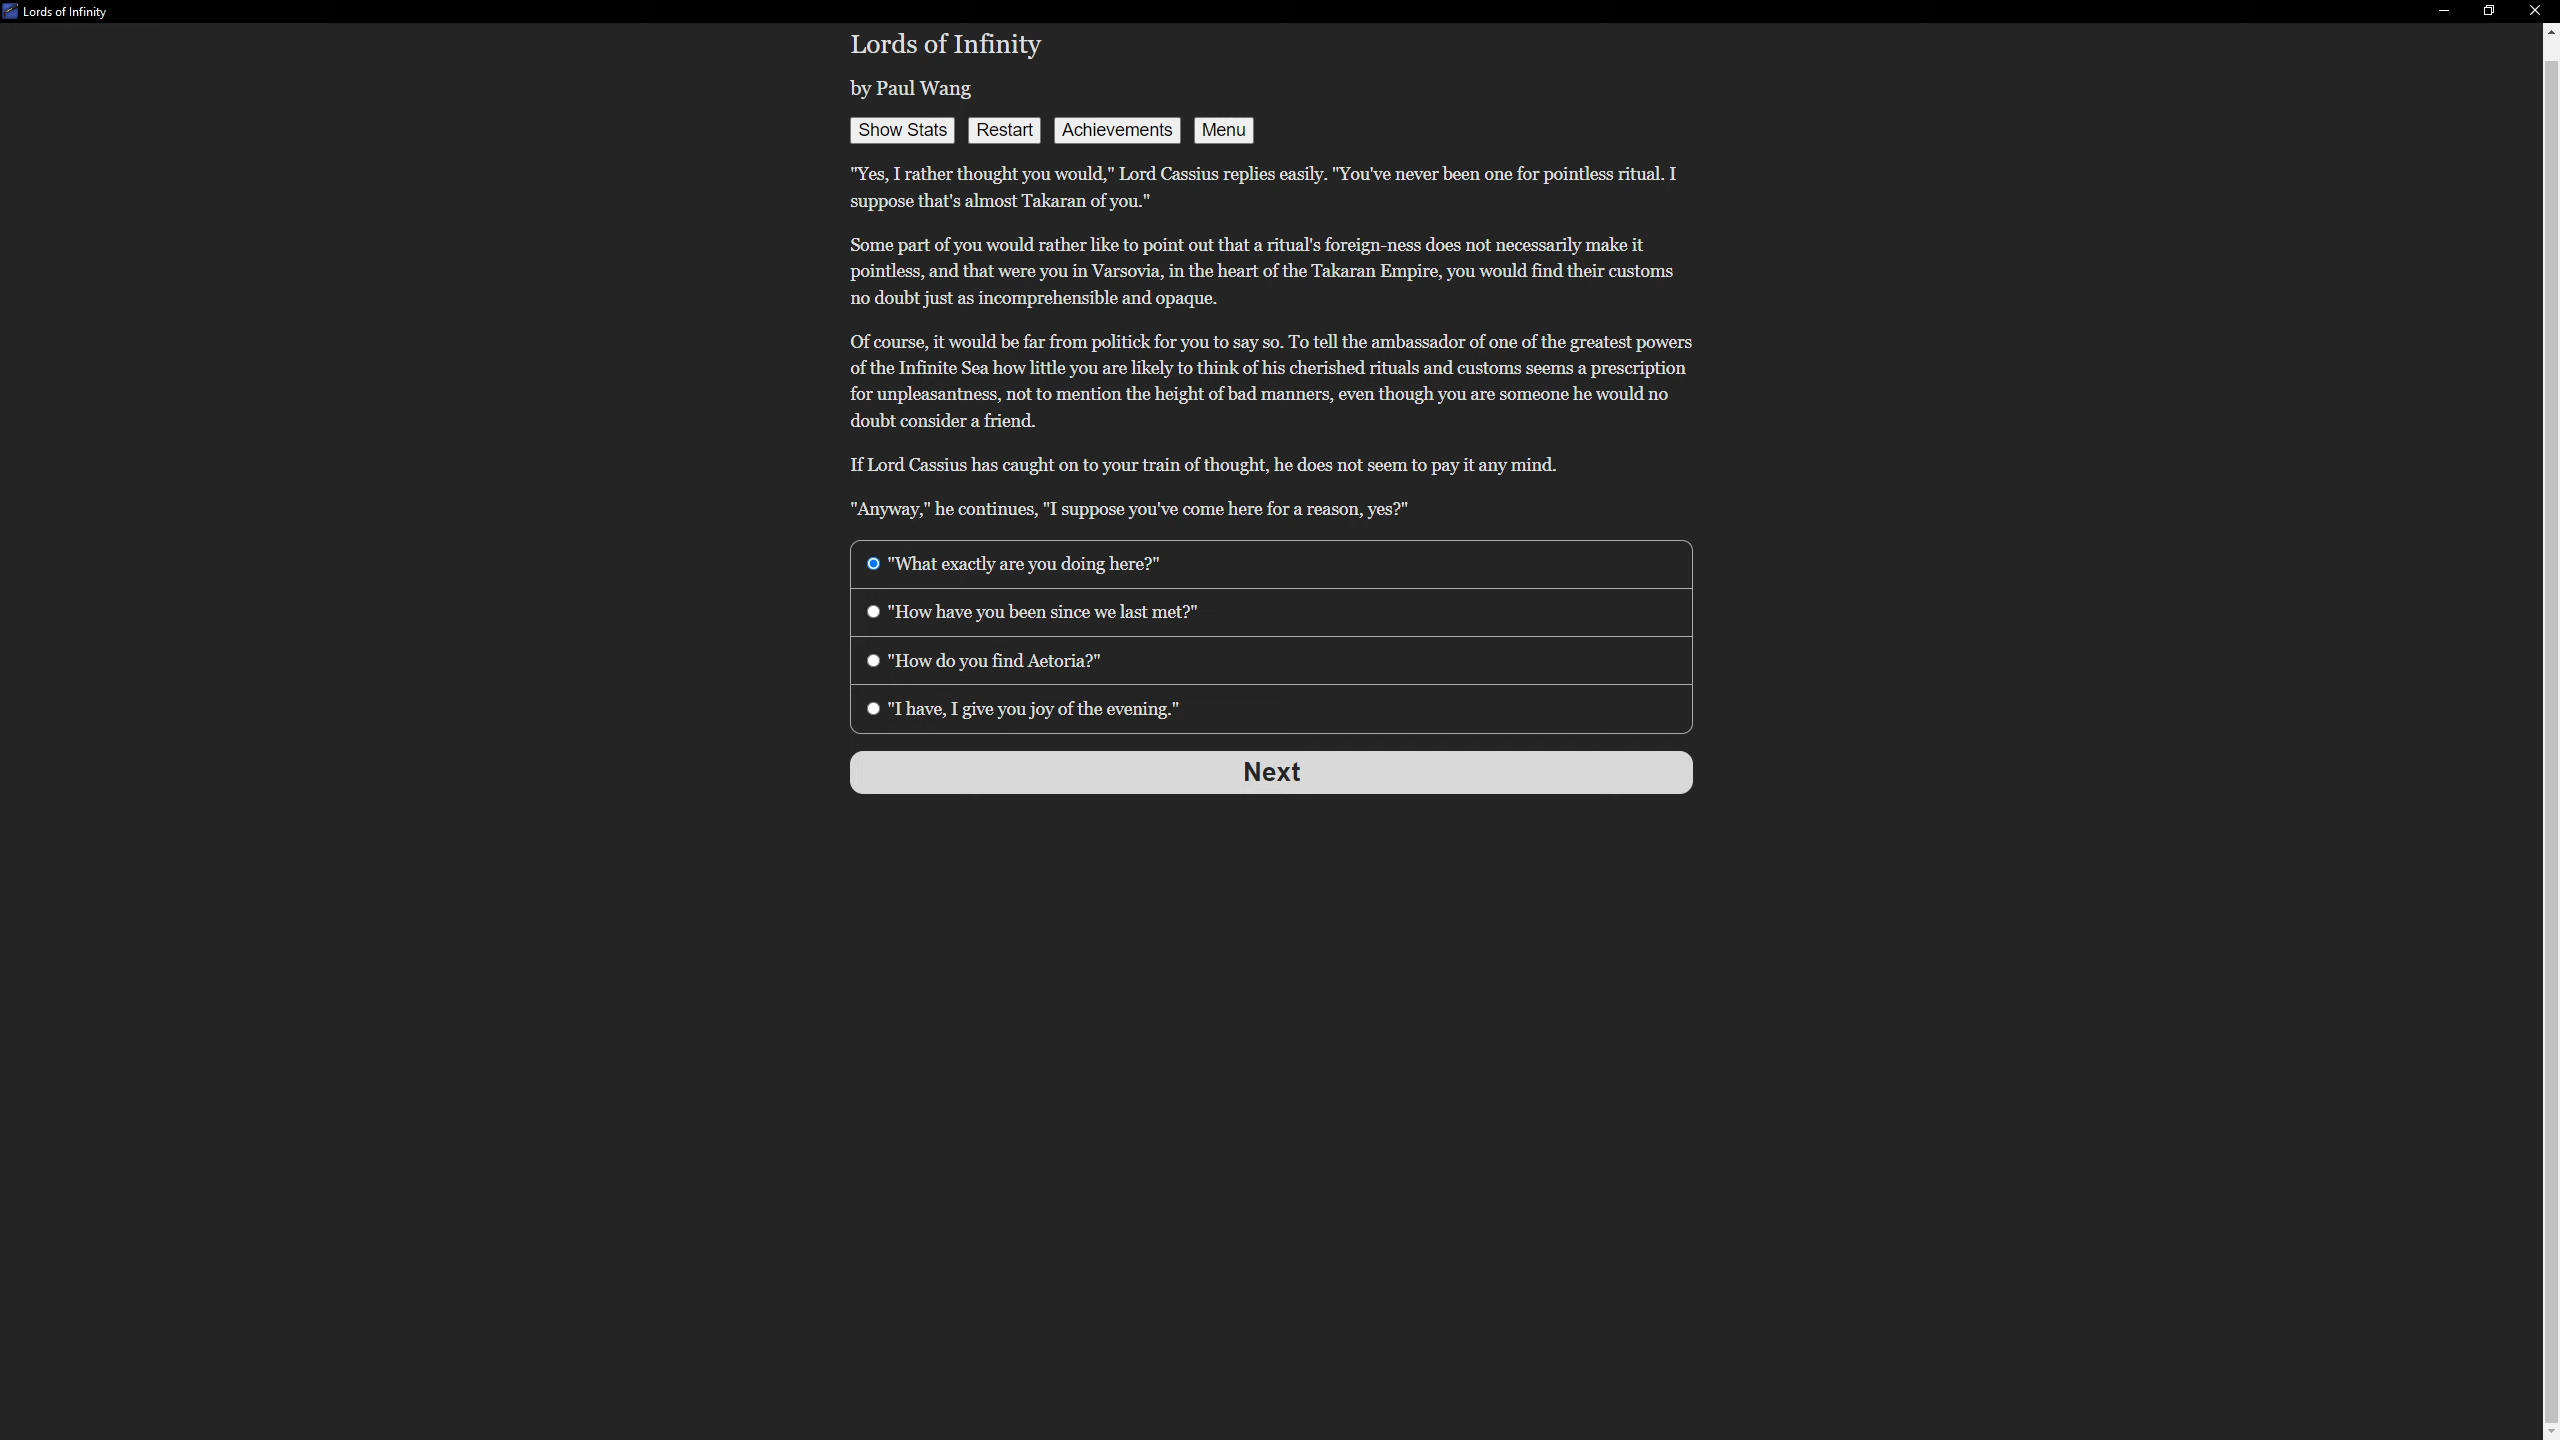 Lords of Infinity
Lords of Infinity
by Paul Wang
Show Stats Restart Achievements Menu
"Yes, I rather thought you would," Lord Cassius replies easily. "You've never been one for pointless ritual. I
suppose that's almost Takaran of you."
Some part of you would rather like to point out that a ritual's foreign-ness does not necessarily make it
pointless, and that were you in Varsovia, in the heart of the Takaran Empire, you would find their customs
no doubt just as incomprehensible and opaque.
Of course, it would be far from politick for you to say so. To tell the ambassador of one of the greatest powers
of the Infinite Sea how little you are likely to think of his cherished rituals and customs seems a prescription
for unpleasantness, not to mention the height of bad manners, even though you are someone he would no
doubt consider a friend.
If Lord Cassius has caught on to your train of thought, he does not seem to pay it any mind.
"Anyway," he continues, "I suppose you've come here for a reason, yes?"
"What exactly are you doing here?"
"How have you been since we last met?"
"How do you find Aetoria?"
"I have, I give you joy of the evening."
Next